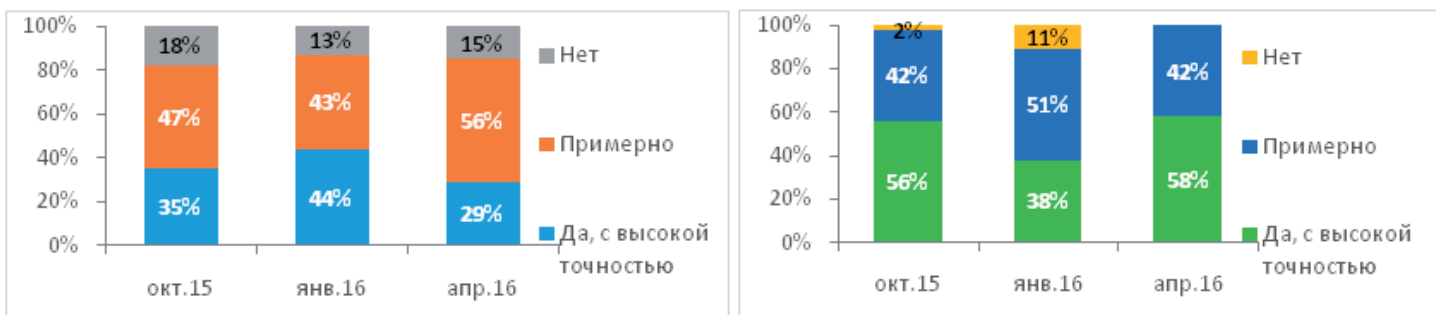 100%
80%
60%
40%
20%
0%
18%
13%
15%
47%
43%
56%
35%
44%
29%
окт.15
янв.16
апр.16
Нет
Примерно
Да, с высокой
точностью
100%
80%
60%
40%
20%
0%
2%
11%
42%
51%
42%
56%
38%
58%
окт.15
янв.16
апр.16
Нет
Примерно
Да, с высокой
точностью